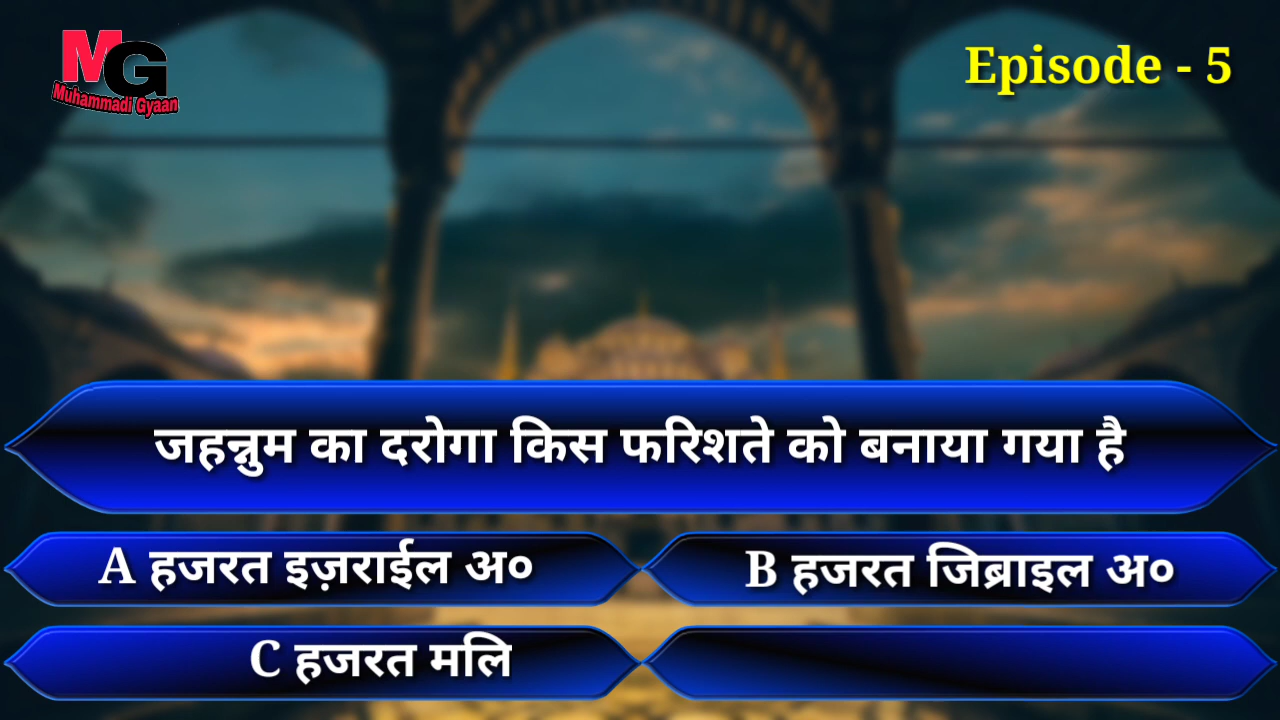 MG
Muhammadi Gyaan
Episode - 5
जहन्नुम का दरोगा किस फरिशते को बनाया गया है
A हजरत इज़राईल अ०
B हजरत जिब्राइल अ०
C हजरत मलि